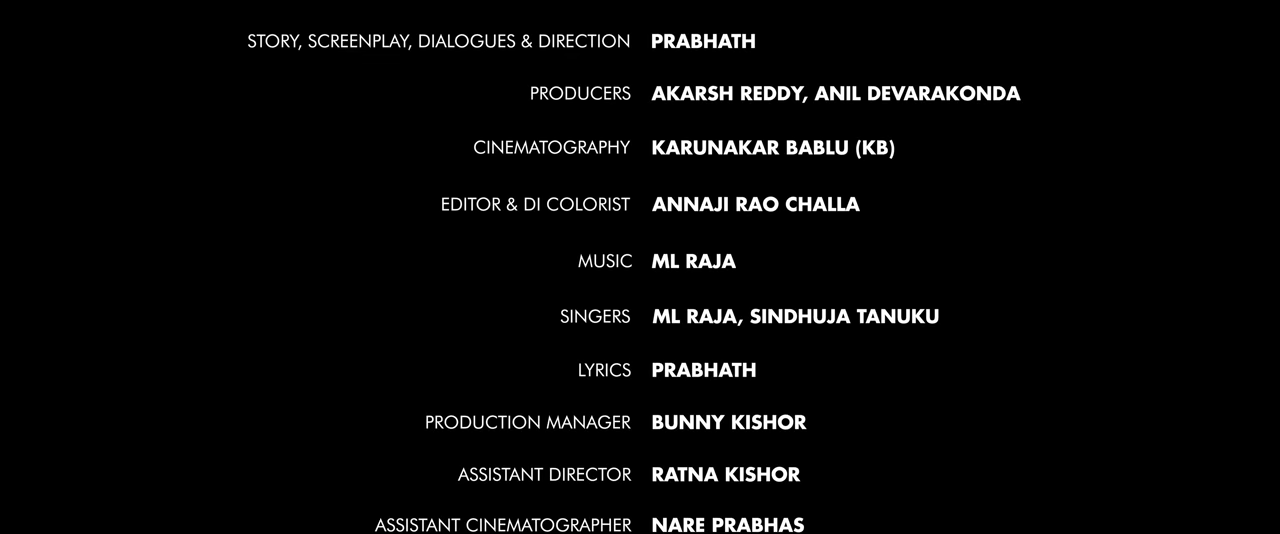 STORY, SCREENPLAY, DIALOGUES & DIRECTION PRABHATH
PRODUCERS AKARSH REDDY, ANIL DEVARAKONDA
CINEMATOGRAPHY KARUNAKAR BABLU (KB)
EDITOR & DI COLORIST ANNAJI RAO CHALLA
MUSIC ML RAJA
SINGERS ML RAJA, SINDHUJA TANUKU
LYRICS PRABHATH
PRODUCTION MANAGER BUNNY KISHOR
ASSISTANT DIRECTOR RATNA KISHOR
ASSISTANT CINEMATOGRAPHER NARE PRABHAS